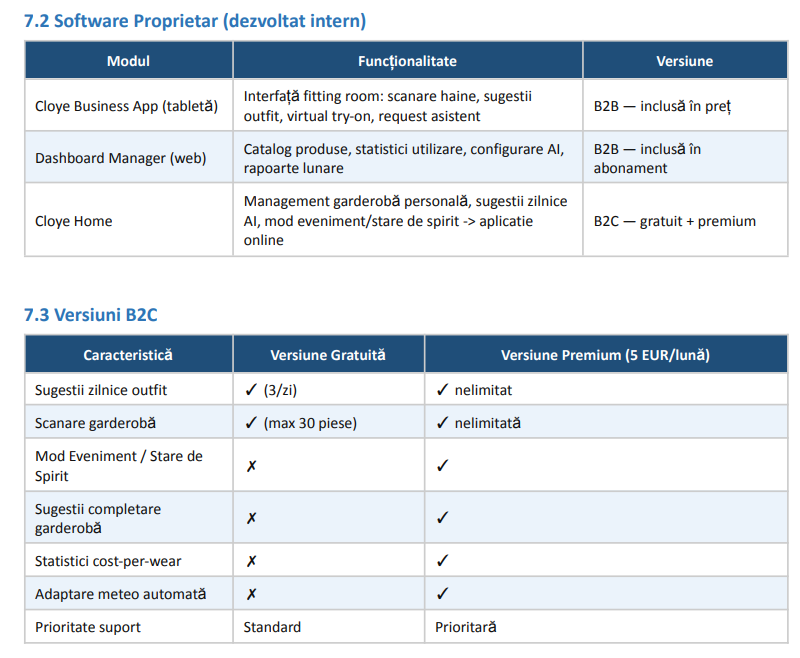 7.2 Software Proprietar (dezvoltat intern)
Modul Funcționalitate Versiune
Cloye Business App (tabletă) Interfață fitting room: scanare haine, sugestii outfit, virtual try-on, request asistent B2B — inclusă în preț
Dashboard Manager (web) Catalog produse, statistici utilizare, configurare AI, rapoarte lunare B2B — inclusă în abonament
Cloye Home Management garderobă personală, sugestii zilnice AI, mod eveniment/stare de spirit -> aplicatie online B2C — gratuit + premium
7.3 Versiuni B2C
Caracteristică Versiune Gratuită Versiune Premium (5 EUR/lună)
Sugestii zilnice outfit ✓ (3/zi) ✓ nelimitat
Scanare garderobă ✓ (max 30 piese) ✓ nelimitată
Mod Eveniment / Stare de Spirit ✗ ✓
Sugestii completare garderobă ✗ ✓
Statistici cost-per-wear ✗ ✓
Adaptare meteo automată ✗ ✓
Prioritate suport Standard Prioritară